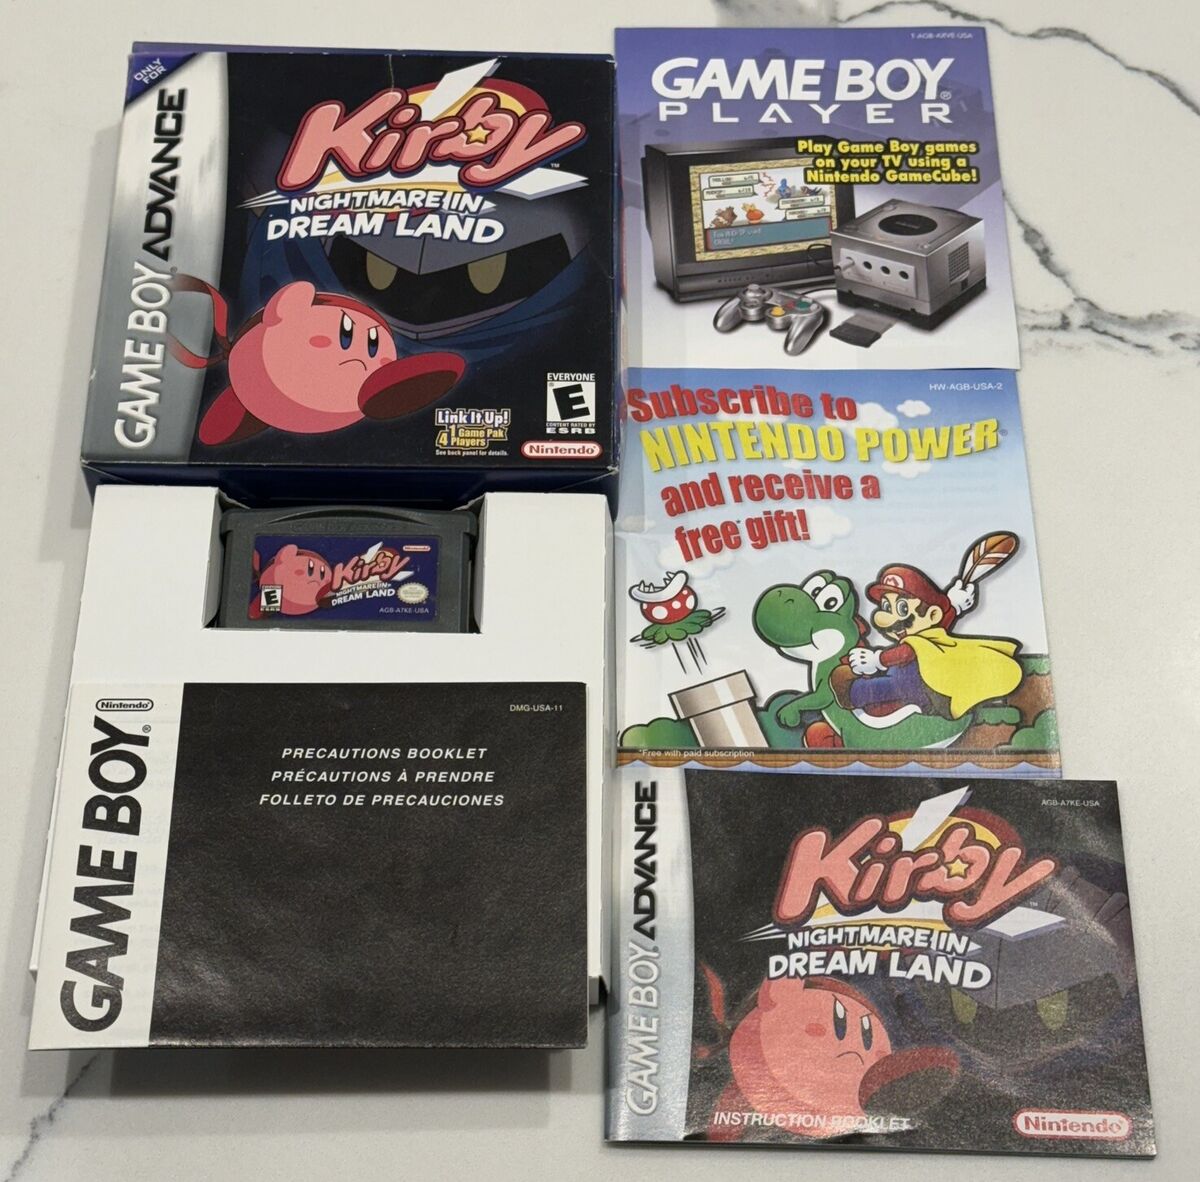 ONLY
FOR
GAME BOY ADVANCE
Kirby
™
NIGHTMARE IN
DREAM LAND
Link It Up!
1 Game Pak
4 Players
See back panel for details.
EVERYONE
E
CONTENT RATED BY
ESRB
Nintendo®
GAME BOY®
PLAYER
Play Game Boy games
on your TV using a
Nintendo GameCube!
HW-AGB-USA-2
Subscribe to
NINTENDO POWER®
and receive a
free* gift!
*Free with paid subscription
Nintendo
Kirby
NIGHTMARE IN
DREAM LAND
E
AGB-A7KE-USA
Nintendo®
GAME BOY®
DMG-USA-11
PRECAUTIONS BOOKLET
PRÉCAUTIONS À PRENDRE
FOLLETO DE PRECAUCIONES
GAME BOY ADVANCE
AGB-A7KE-USA
Kirby
™
NIGHTMARE IN
DREAM LAND
INSTRUCTION BOOKLET
Nintendo®